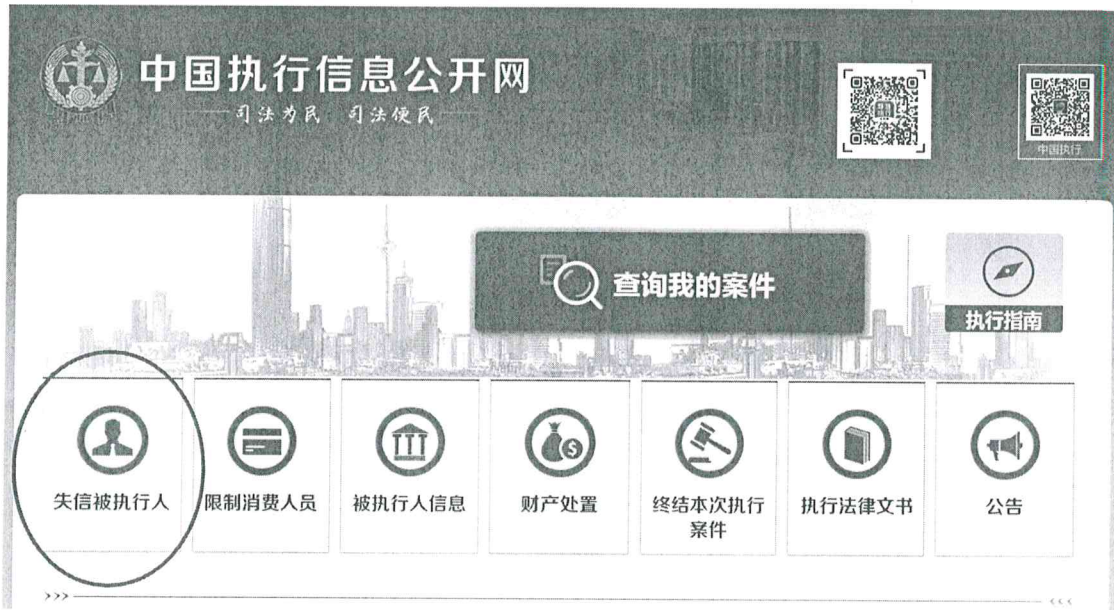 中国执行信息公开网
司法为民 司法便民
中国执行
查询我的案件
执行指南
失信被执行人
限制消费人员
被执行人信息
财产处置
终结本次执行
案件
执行法律文书
公告